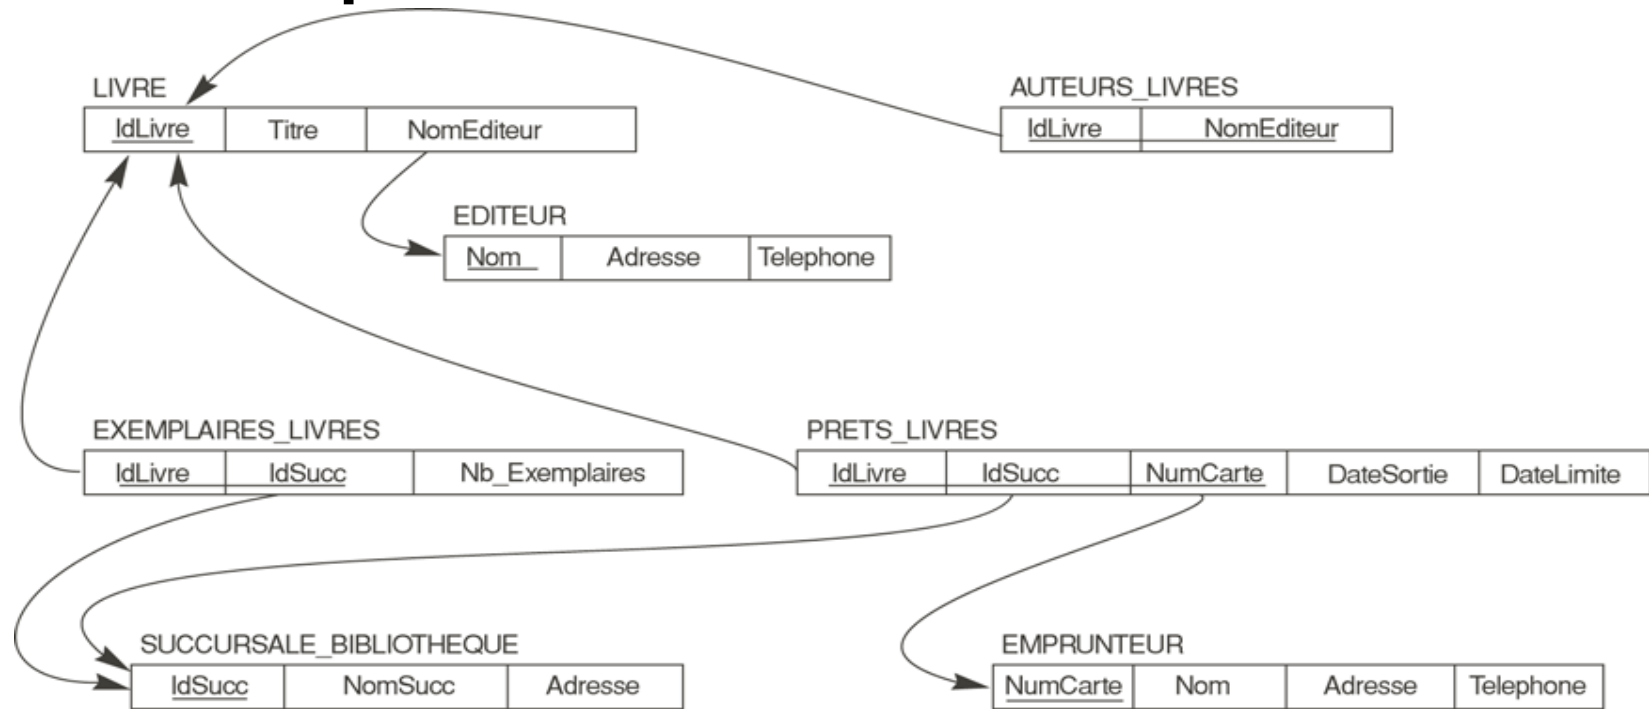 LIVRE
IdLivre Titre NomEditeur
AUTEURS_LIVRES
IdLivre NomEditeur
EDITEUR
Nom Adresse Telephone
EXEMPLAIRES_LIVRES
IdLivre IdSucc Nb_Exemplaires
PRETS_LIVRES
IdLivre IdSucc NumCarte DateSortie DateLimite
SUCCURSALE_BIBLIOTHEQUE
IdSucc NomSucc Adresse
EMPRUNTEUR
NumCarte Nom Adresse Telephone